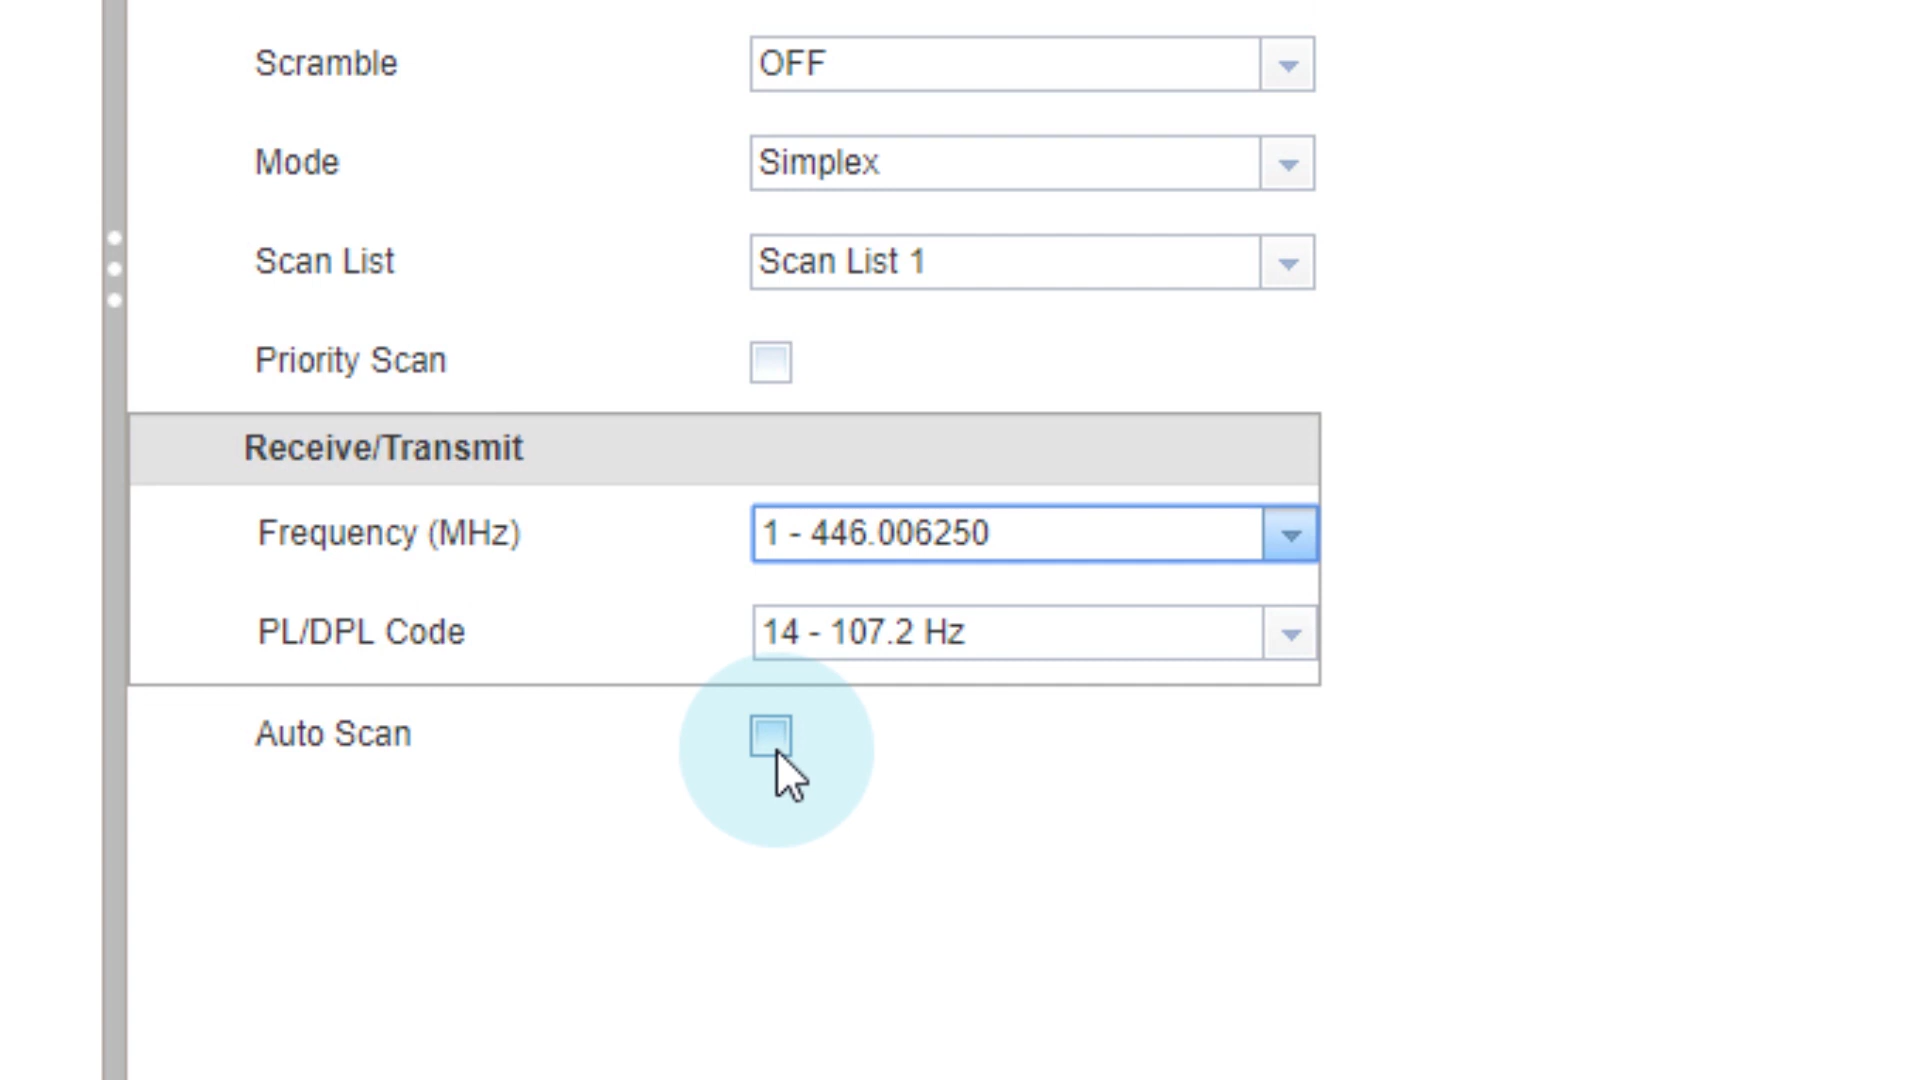 Scramble OFF
Mode Simplex
Scan List Scan List 1
Priority Scan
Receive/Transmit
Frequency (MHz) 1 - 446.006250
PL/DPL Code 14 - 107.2 Hz
Auto Scan